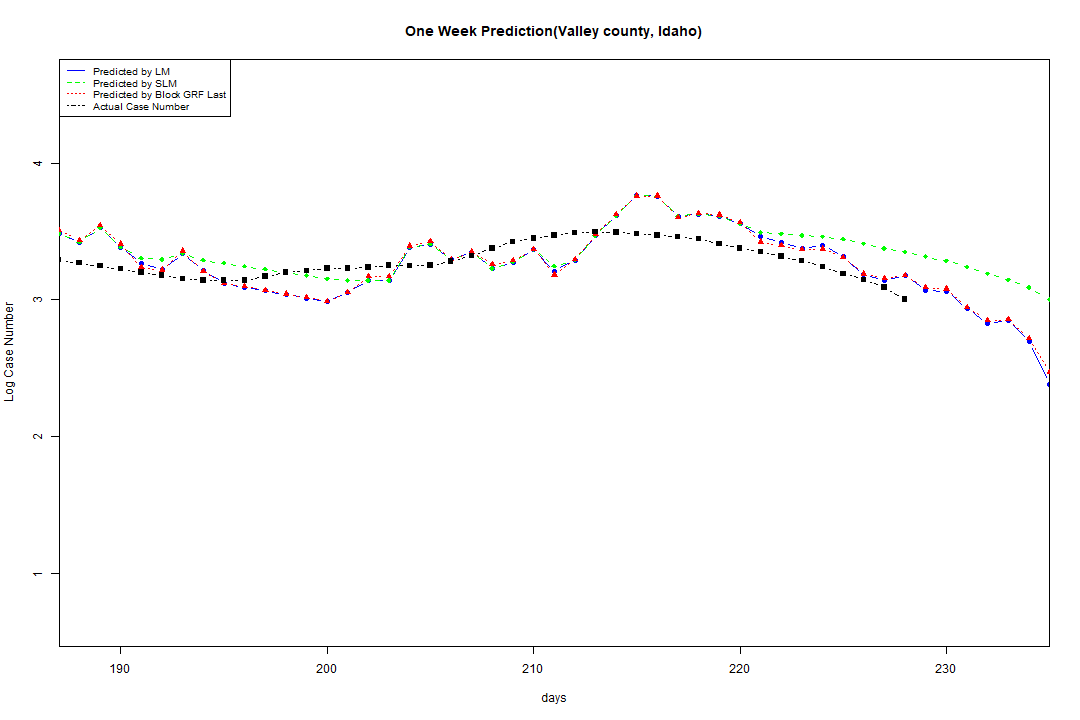 One Week Prediction(Valley county, Idaho)
Predicted by LM
Predicted by SLM
Predicted by Block GRF Last
Actual Case Number
4
3
2
1
Log Case Number
190
200
210
220
230
days